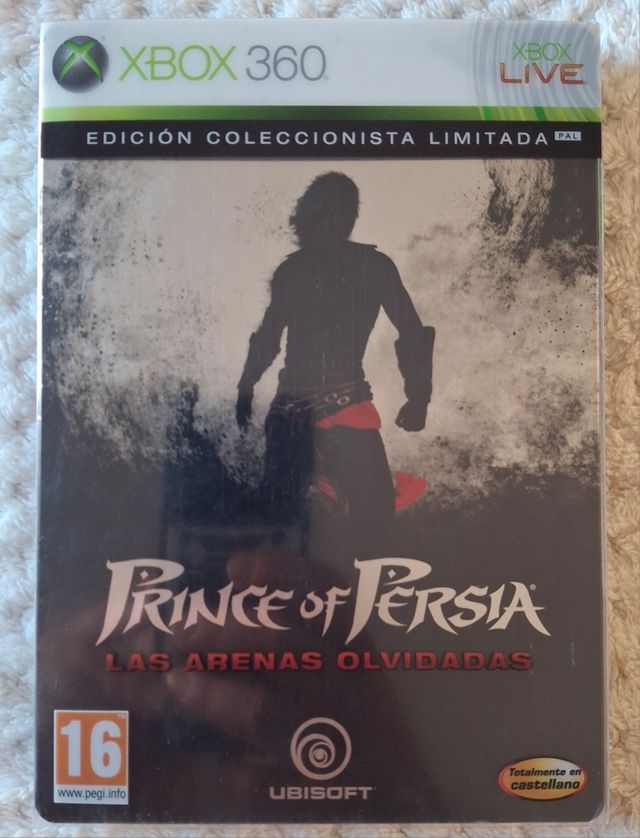 XBOX 360
XBOX
LIVE
EDICIÓN COLECCIONISTA LIMITADA PAL
PRINCE OF PERSIA®
LAS ARENAS OLVIDADAS
16
www.pegi.info
UBISOFT
Totalmente en
castellano